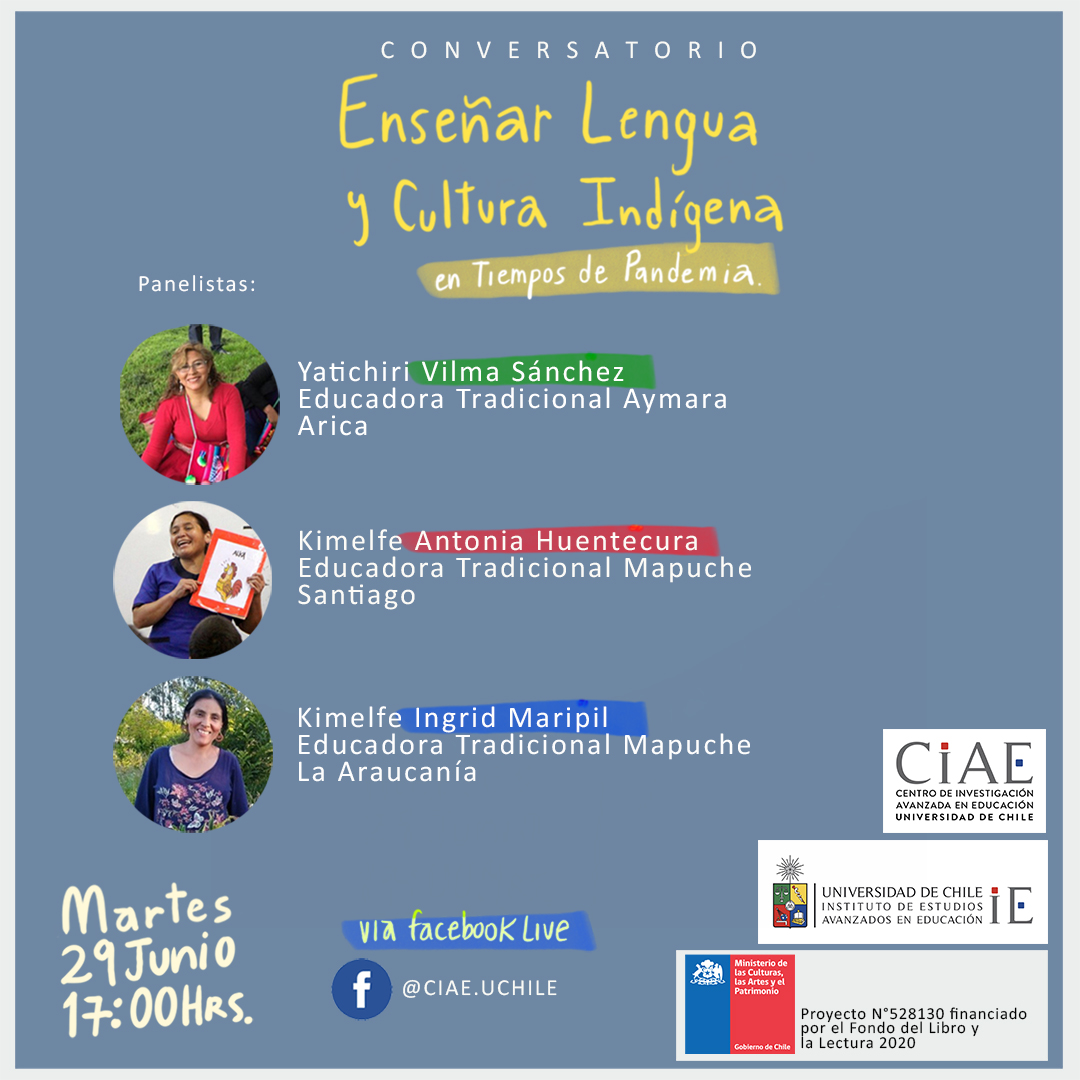 CONVERSATORIO
Enseñar Lengua
y Cultura Indígena
en Tiempos de Pandemia.
Panelistas:
Yatichiri Vilma Sánchez
Educadora Tradicional Aymara
Arica
Kimelfe Antonia Huentecura
Educadora Tradicional Mapuche
Santiago
Kimelfe Ingrid Maripil
Educadora Tradicional Mapuche
La Araucanía
CiAE
CENTRO DE INVESTIGACIÓN
AVANZADA EN EDUCACIÓN
UNIVERSIDAD DE CHILE
UNIVERSIDAD DE CHILE
INSTITUTO DE ESTUDIOS
AVANZADOS EN EDUCACIÓN
iE
Martes
29 Junio
17:00Hrs.
via facebook Live
f
@CIAE.UCHILE
Ministerio de
las Culturas,
las Artes y el
Patrimonio
Gobierno de Chile
Proyecto N°528130 financiado
por el Fondo del Libro y
la Lectura 2020